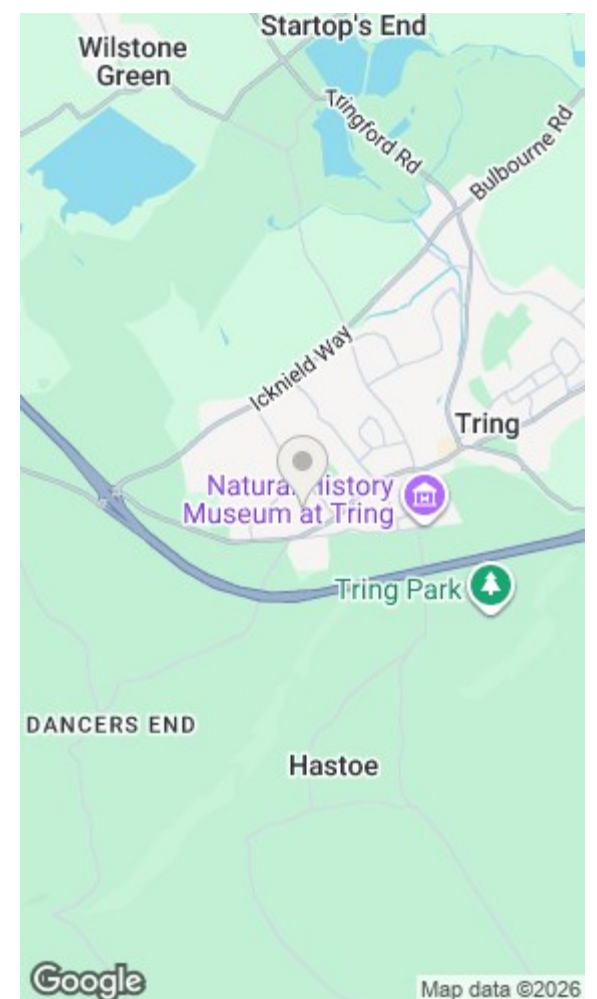 Startop's End
Wilstone
Green
Tringford Rd
Bulbourne Rd
Icknield Way
Tring
Natural History
Museum at Tring
Tring Park
DANCERS END
Hastoe
Google
Map data ©2026